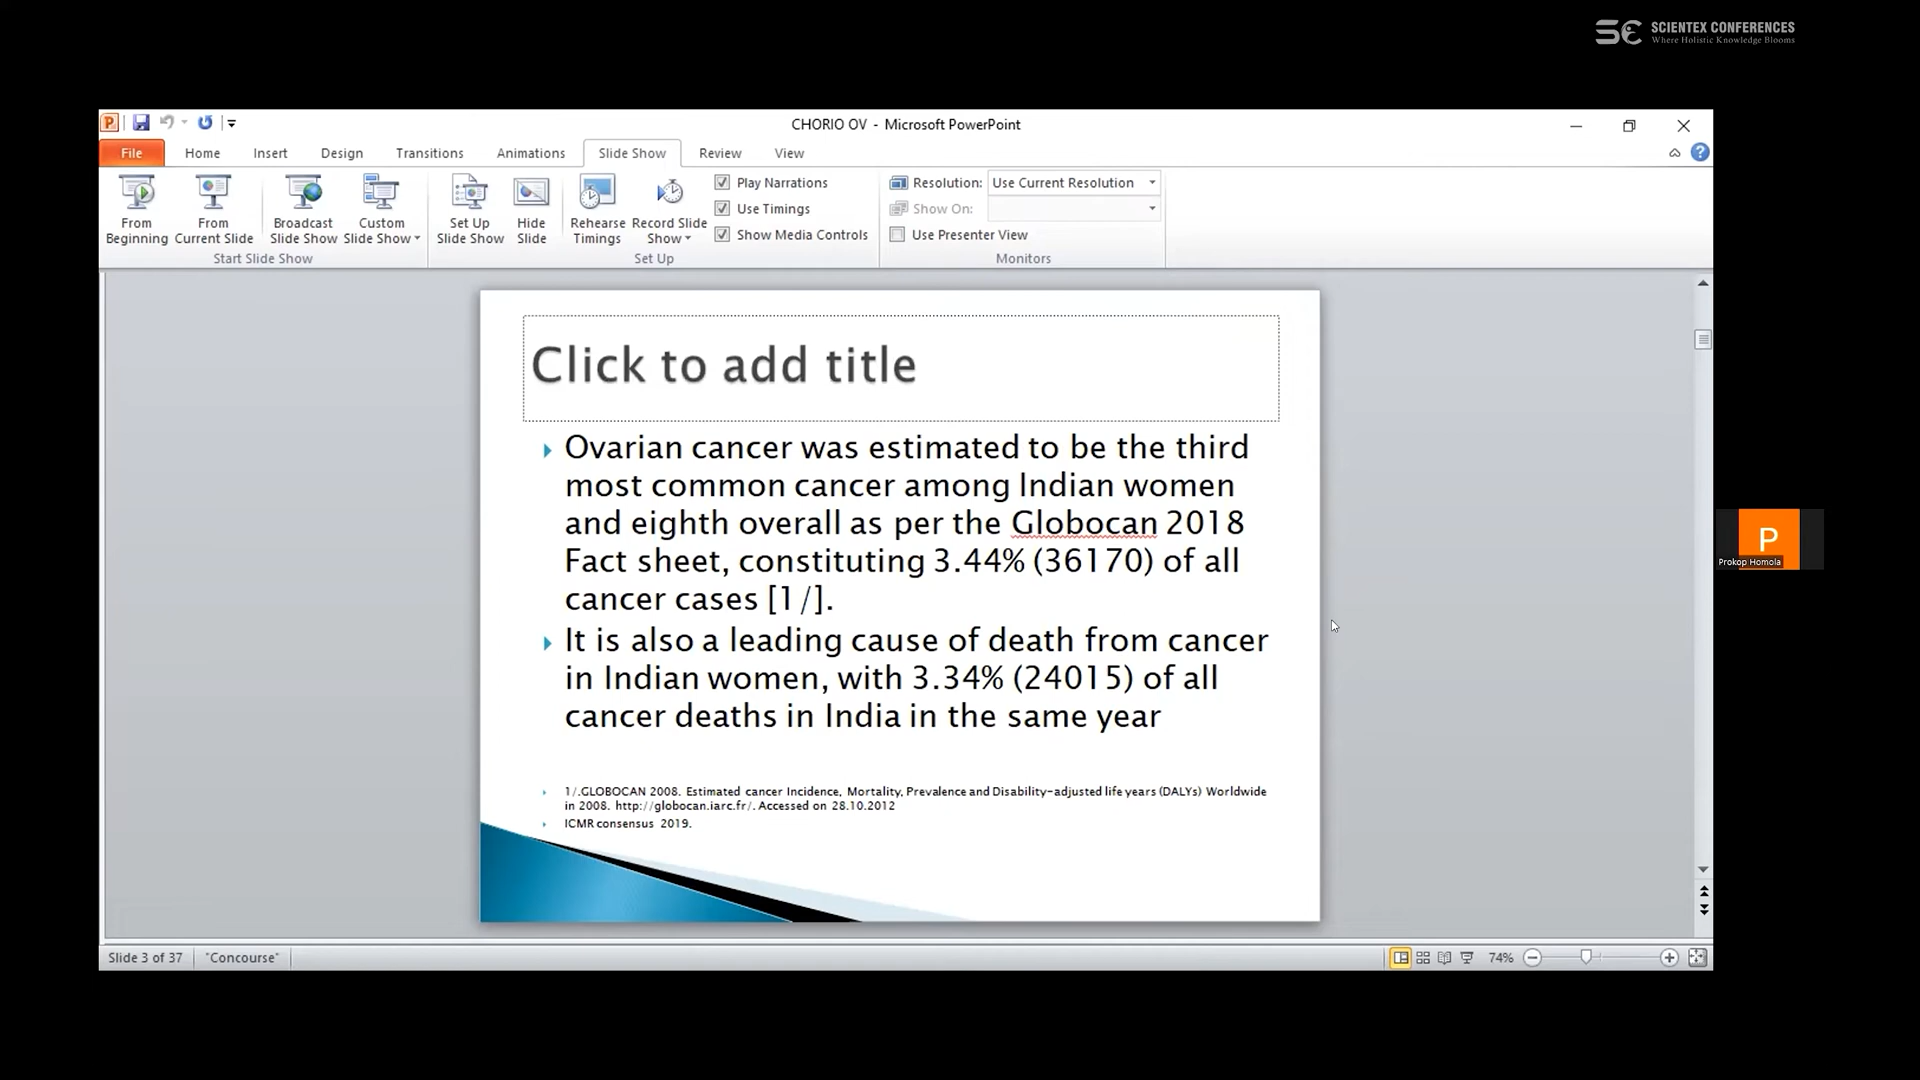 SCIENTEX CONFERENCES
Where Holistic Knowledge Blooms
CHORIO OV - Microsoft PowerPoint
File Home Insert Design Transitions Animations Slide Show Review View
From Beginning
From Current Slide
Broadcast Slide Show
Custom Slide Show
Set Up Slide Show
Hide Slide
Rehearse Timings
Record Slide Show
Play Narrations
Use Timings
Show Media Controls
Resolution: Use Current Resolution
Show On:
Use Presenter View
Start Slide Show
Set Up
Monitors
Click to add title
Ovarian cancer was estimated to be the third
most common cancer among Indian women
and eighth overall as per the Globocan 2018
Fact sheet, constituting 3.44% (36170) of all
cancer cases [1/].
It is also a leading cause of death from cancer
in Indian women, with 3.34% (24015) of all
cancer deaths in India in the same year
1/.GLOBOCAN 2008. Estimated cancer Incidence, Mortality, Prevalence and Disability-adjusted life years (DALYs) Worldwide
in 2008. http://globocan.iarc.fr/. Accessed on 28.10.2012
ICMR consensus 2019.
P
Prokop Homola
Slide 3 of 37 "Concourse" 74%